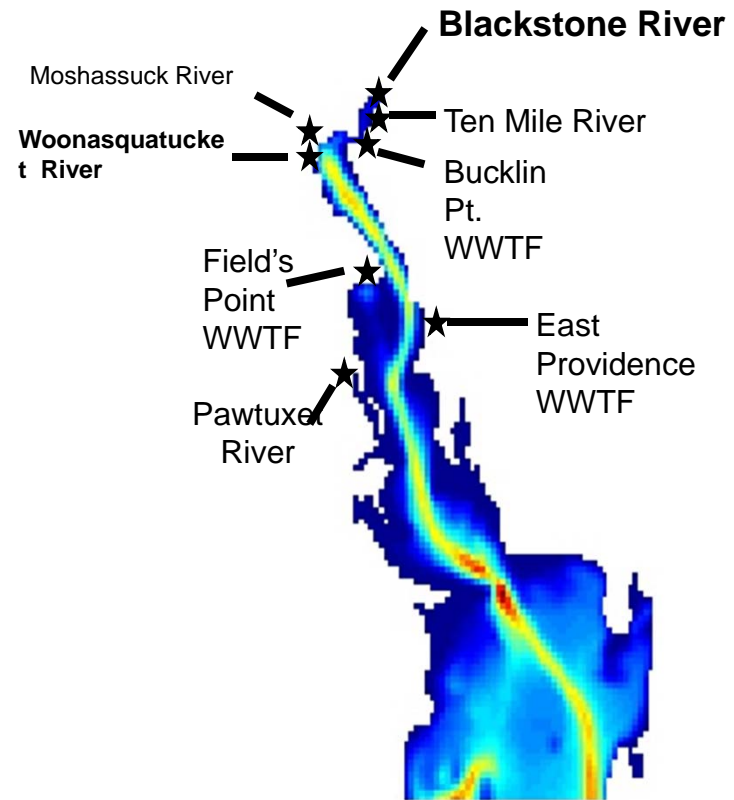 Blackstone River
Moshassuck River
Ten Mile River
Woonasquatucke
t River
Bucklin
Pt.
WWTF
Field's
Point
WWTF
East
Providence
WWTF
Pawtuxet
River